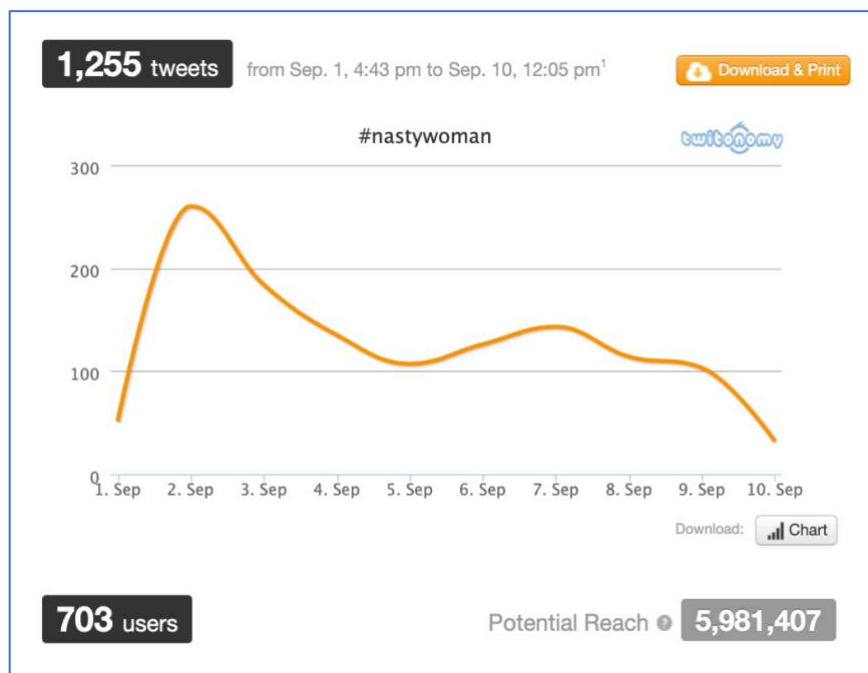 1,255 tweets from Sep. 1, 4:43 pm to Sep. 10, 12:05 pm¹ Download & Print
#nastywoman twitonomy
300
200
100
0
1. Sep 2. Sep 3. Sep 4. Sep 5. Sep 6. Sep 7. Sep 8. Sep 9. Sep 10. Sep
Download: Chart
703 users Potential Reach ? 5,981,407